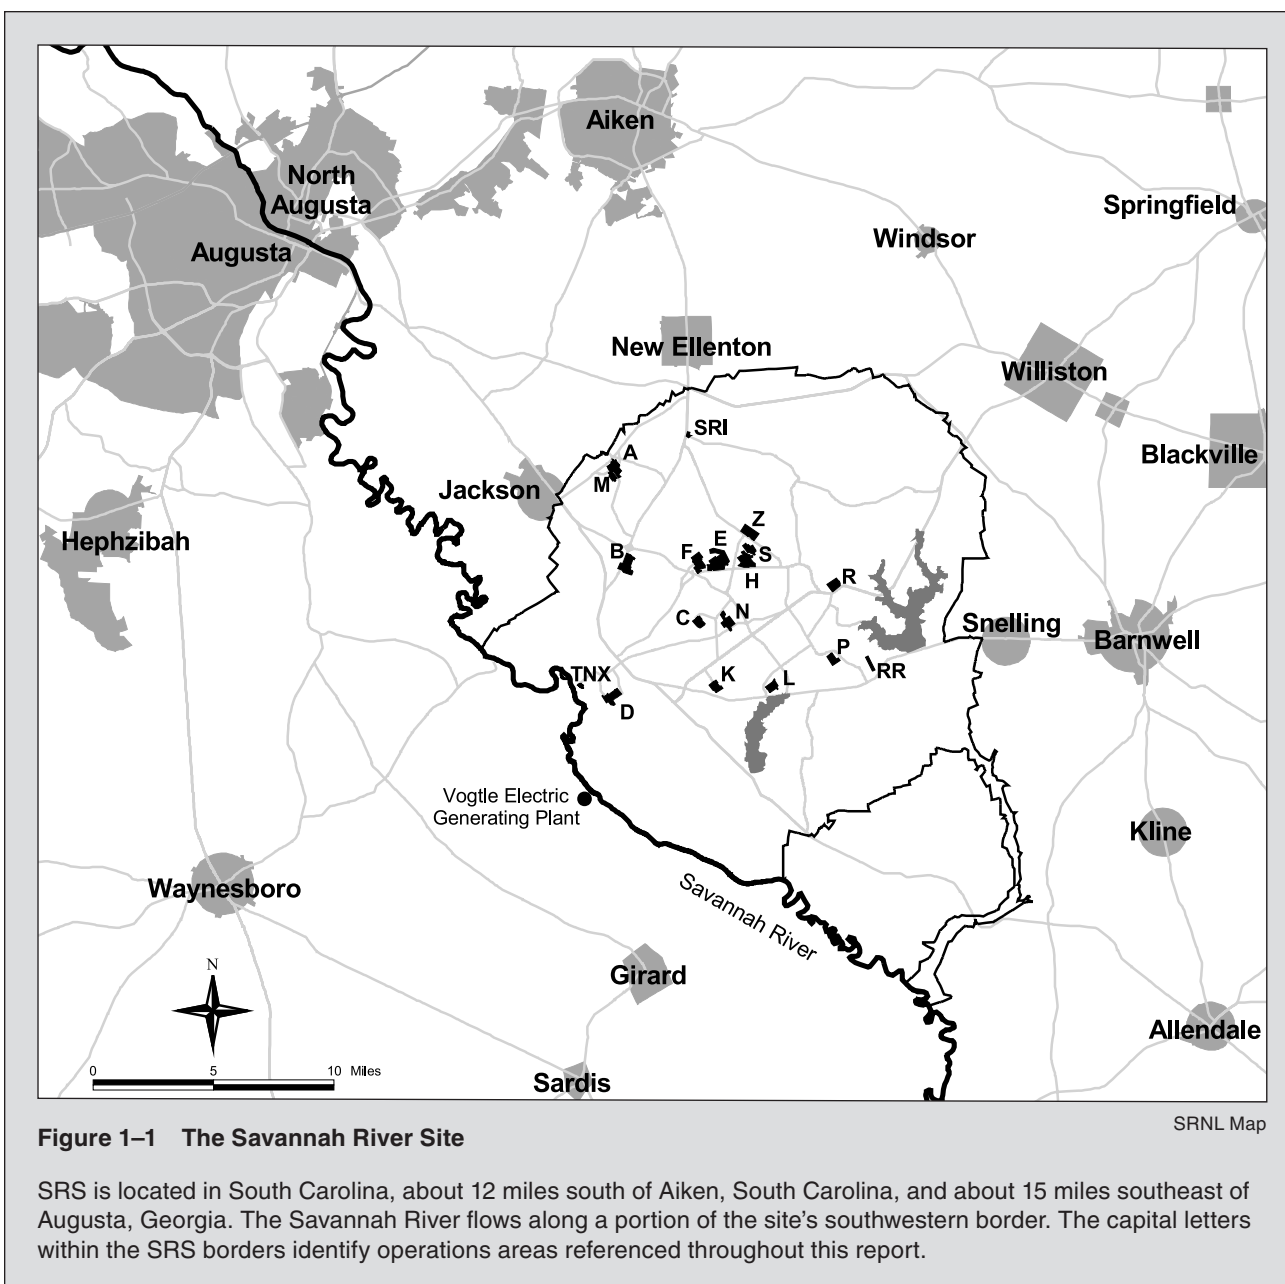 Aiken
North
Augusta
Augusta
Springfield
Windsor
New Ellenton
Williston
SRI
A
M
Jackson
Blackville
Hephzibah
Z
E
S
B
F
H
R
C
N
Snelling
Barnwell
P
RR
TNX
K
L
D
Vogtle Electric
Generating Plant
Kline
Waynesboro
Savannah River
Girard
N
Allendale
0 5 10 Miles
Sardis
SRNL Map
Figure 1–1 The Savannah River Site
SRS is located in South Carolina, about 12 miles south of Aiken, South Carolina, and about 15 miles southeast of
Augusta, Georgia. The Savannah River flows along a portion of the site's southwestern border. The capital letters
within the SRS borders identify operations areas referenced throughout this report.